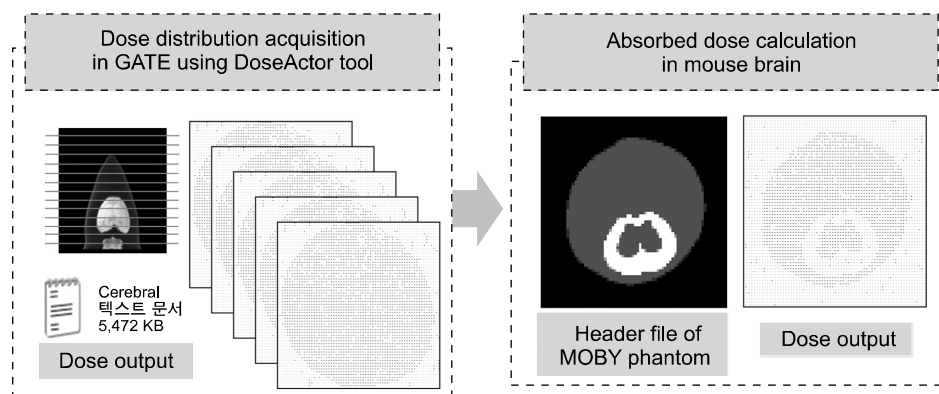 Dose distribution acquisition
in GATE using DoseActor tool
Cerebral
텍스트 문서
5,472 KB
Dose output
Absorbed dose calculation
in mouse brain
Header file of
MOBY phantom
Dose output